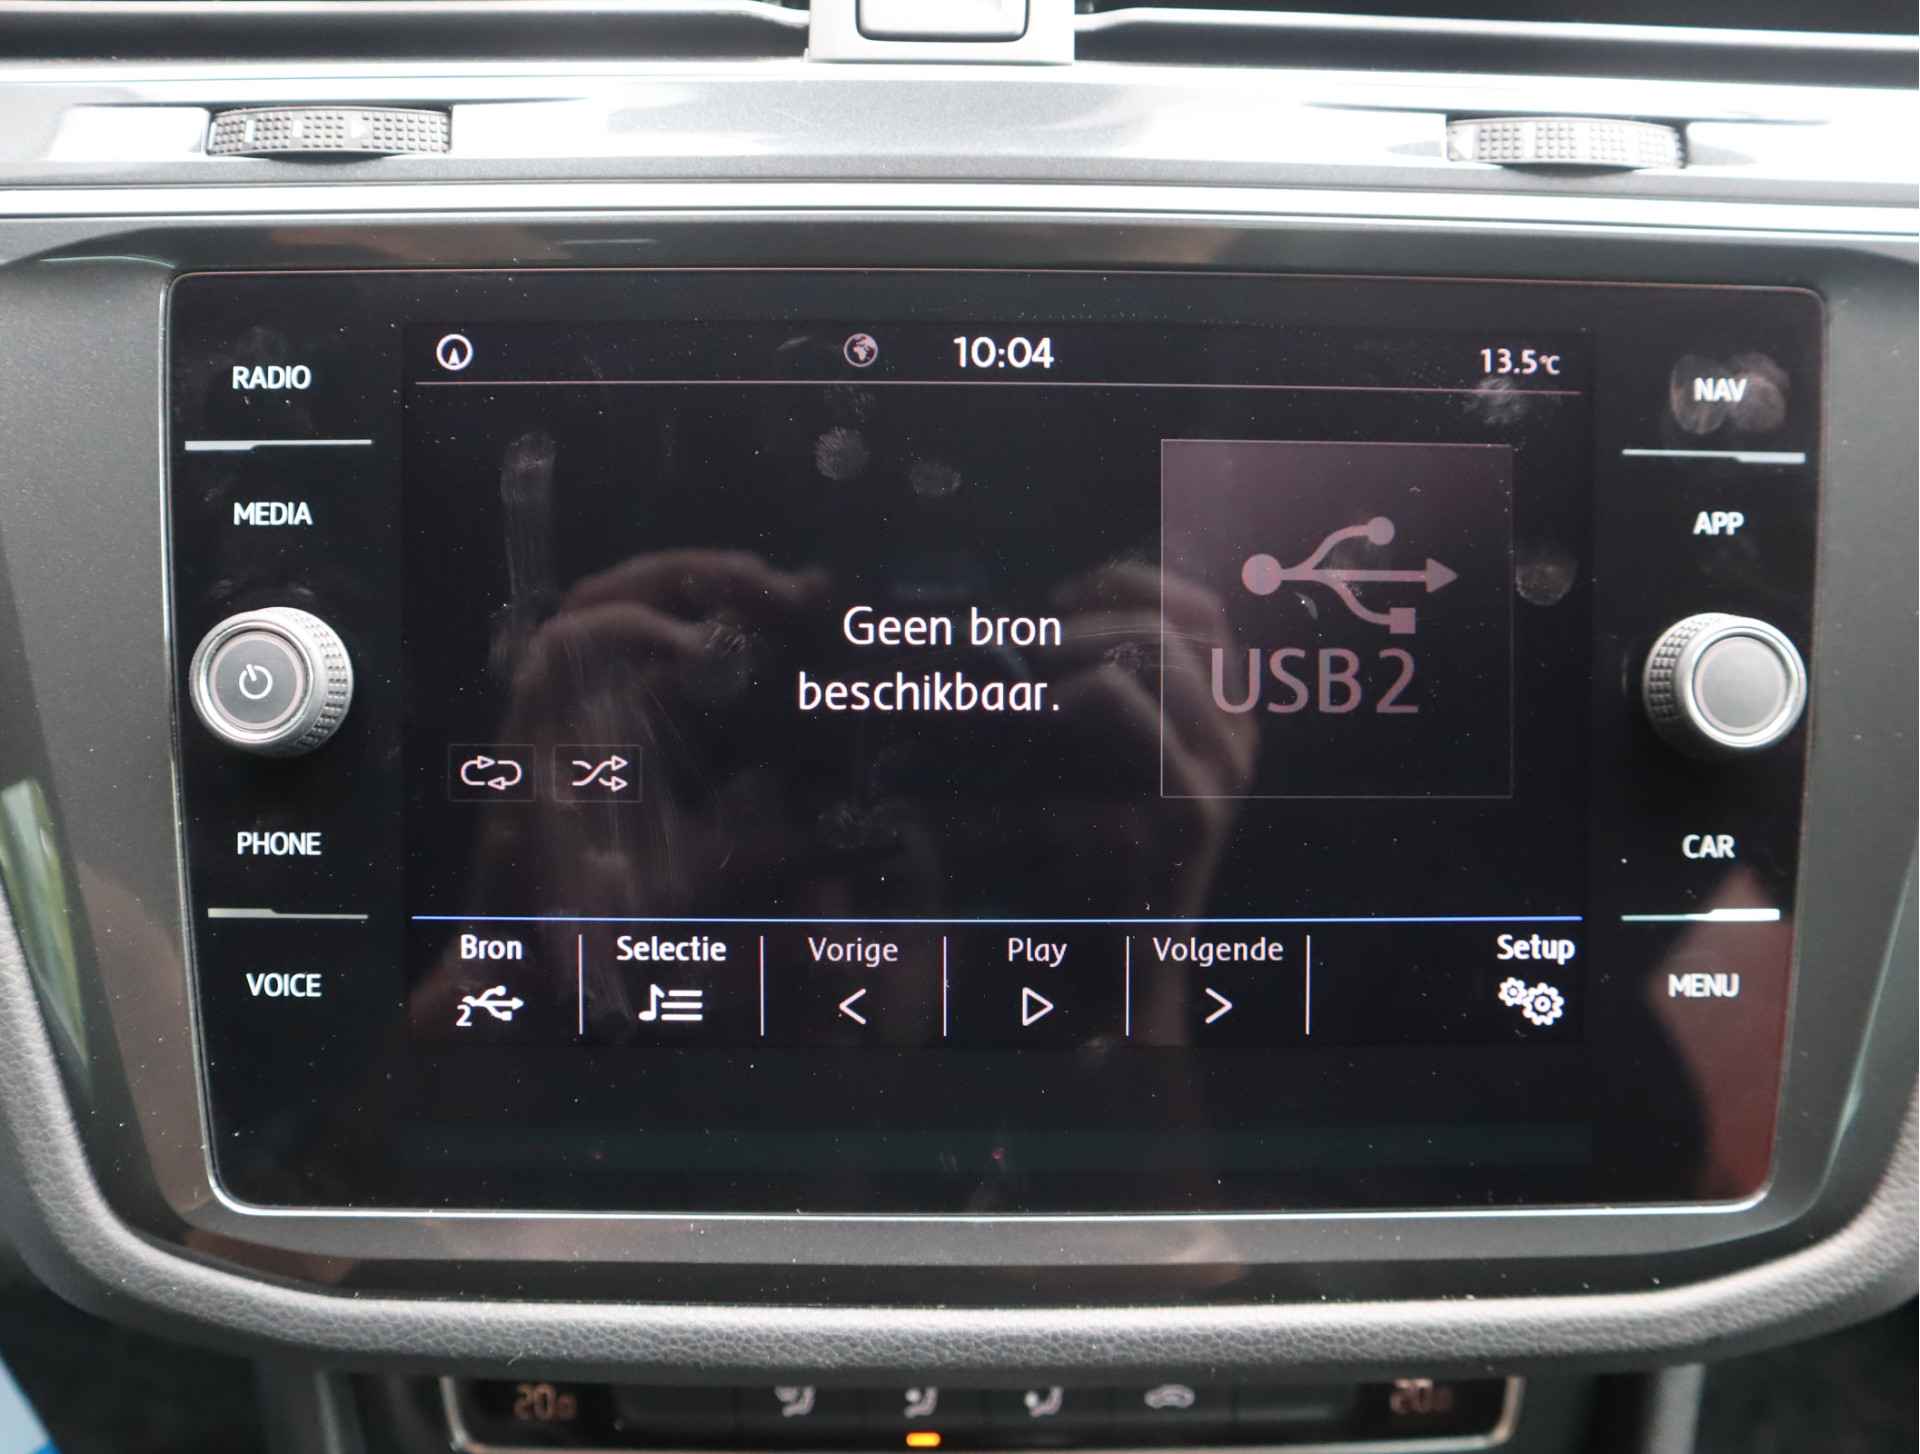 10:04
13.5°C
RADIO
NAV
MEDIA
APP
Geen bron
beschikbaar.
USB2
PHONE
CAR
Bron
Selectie
Vorige
Play
Volgende
Setup
2
VOICE
MENU